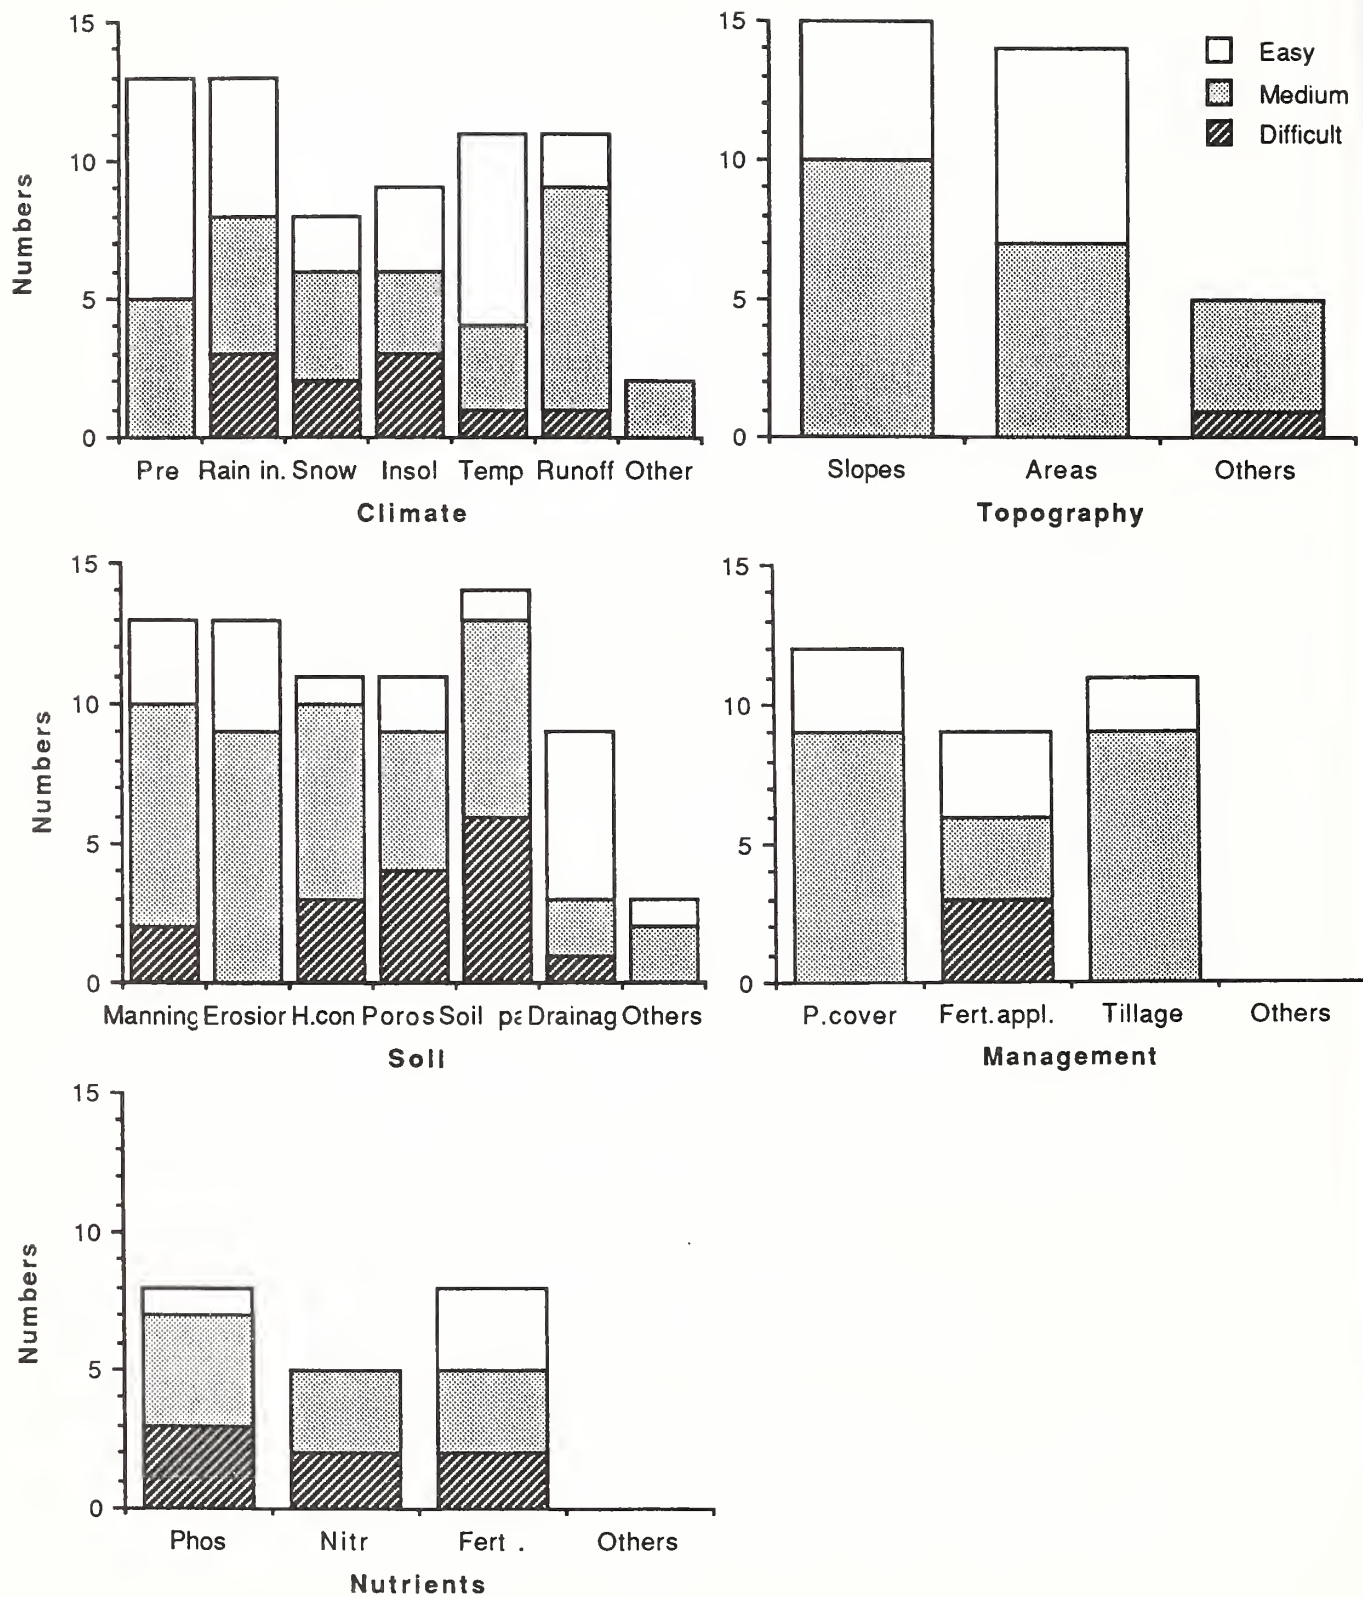 15
10
5
0
Numbers
Pre Rain in. Snow Insol Temp Runoff Other
Climate
15
10
5
0
Easy
Medium
Difficult
Slopes Areas Others
Topography
15
10
5
0
Numbers
Manning Erosior H.con Poros Soil pa Drainag Others
Soil
15
10
5
0
P.cover Fert.appl. Tillage Others
Management
15
10
5
0
Numbers
Phos Nitr Fert . Others
Nutrients